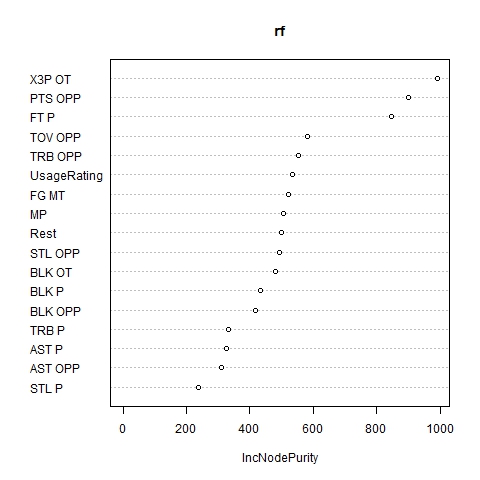 rf
X3P OT
PTS OPP
FT P
TOV OPP
TRB OPP
UsageRating
FG MT
MP
Rest
STL OPP
BLK OT
BLK P
BLK OPP
TRB P
AST P
AST OPP
STL P
0 200 400 600 800 1000
IncNodePurity